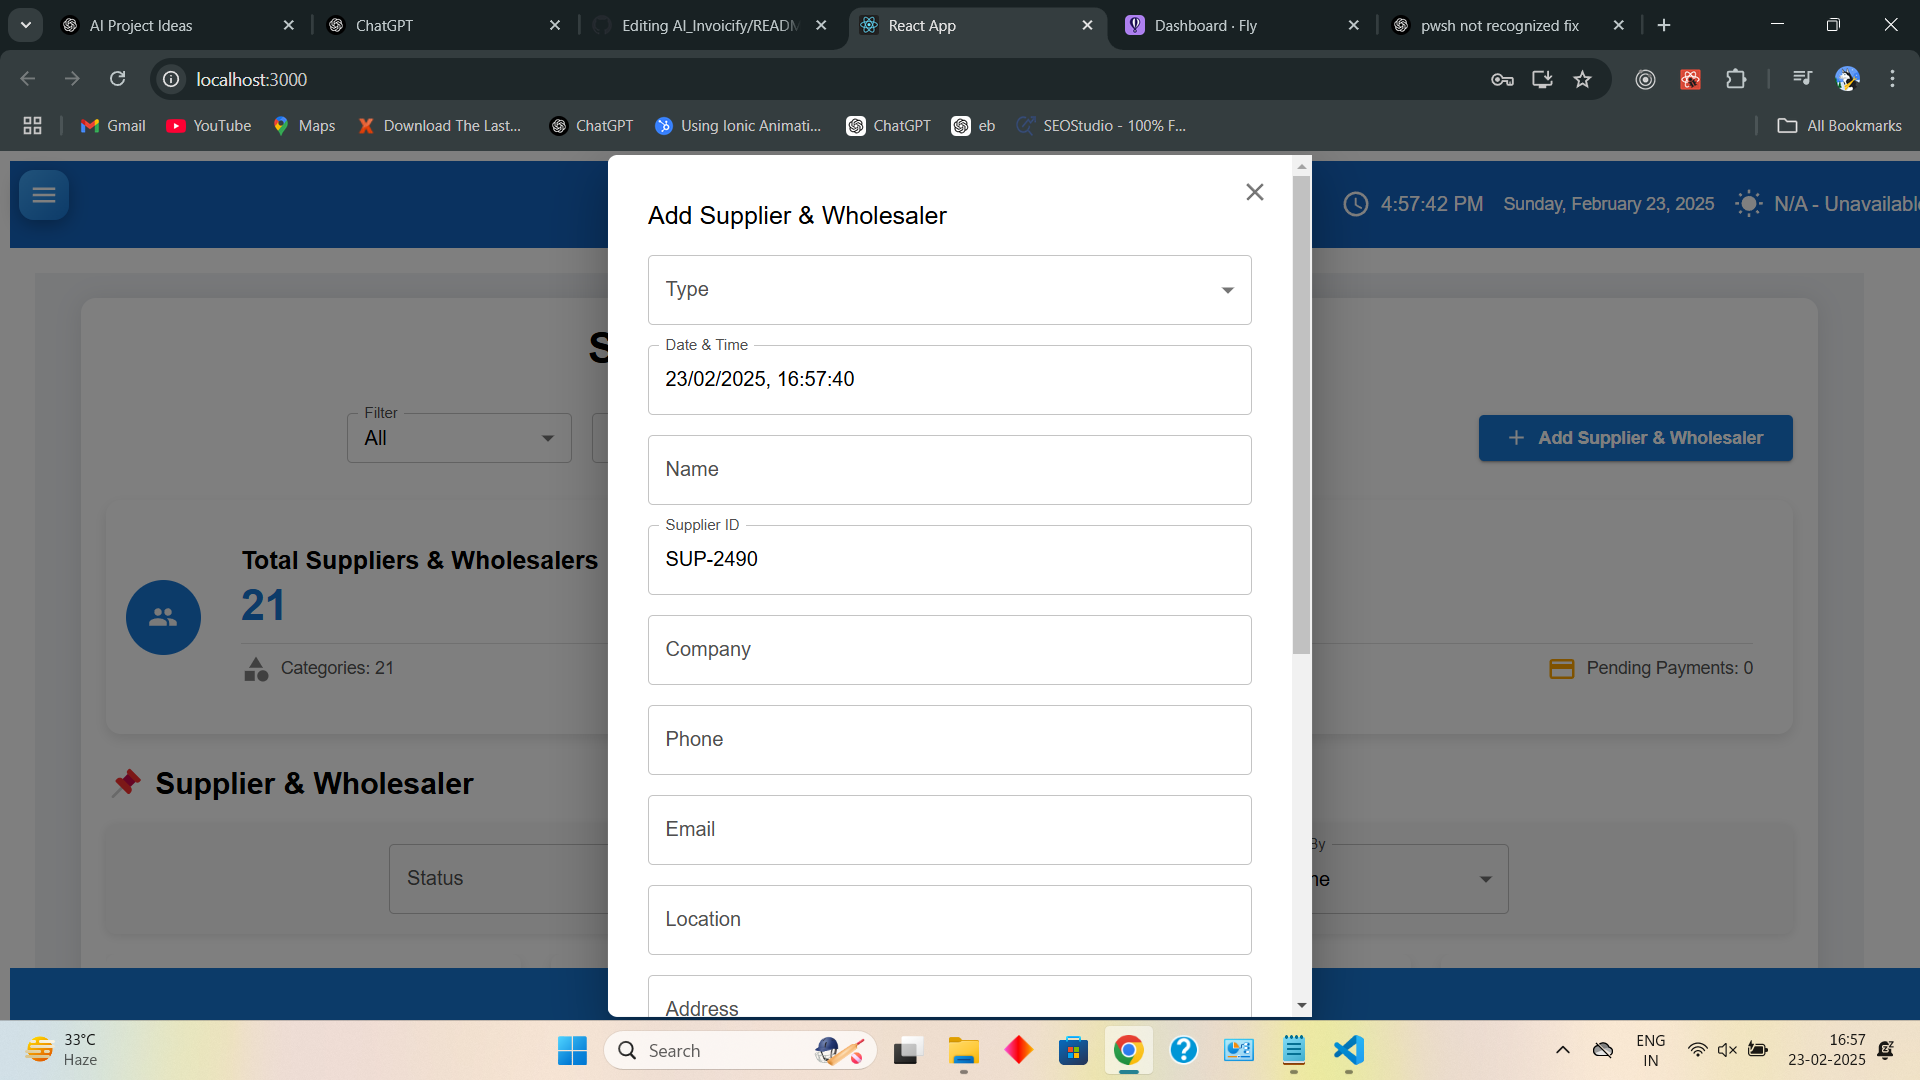 AI Project Ideas
ChatGPT
Editing AI_Invoicify/READM
React App
Dashboard · Fly
pwsh not recognized fix
localhost:3000
Gmail
YouTube
Maps
Download The Last...
ChatGPT
Using Ionic Animati...
ChatGPT
eb
SEOStudio - 100% F...
All Bookmarks
4:57:42 PM
Sunday, February 23, 2025
N/A - Unavailabl
Add Supplier & Wholesaler
Type
Date & Time
23/02/2025, 16:57:40
Name
Supplier ID
SUP-2490
Company
Phone
Email
Location
Address
S
Filter
All
Add Supplier & Wholesaler
Total Suppliers & Wholesalers
21
Categories: 21
Pending Payments: 0
Supplier & Wholesaler
Status
By
ne
33°C
Haze
Search
ENG
IN
16:57
23-02-2025